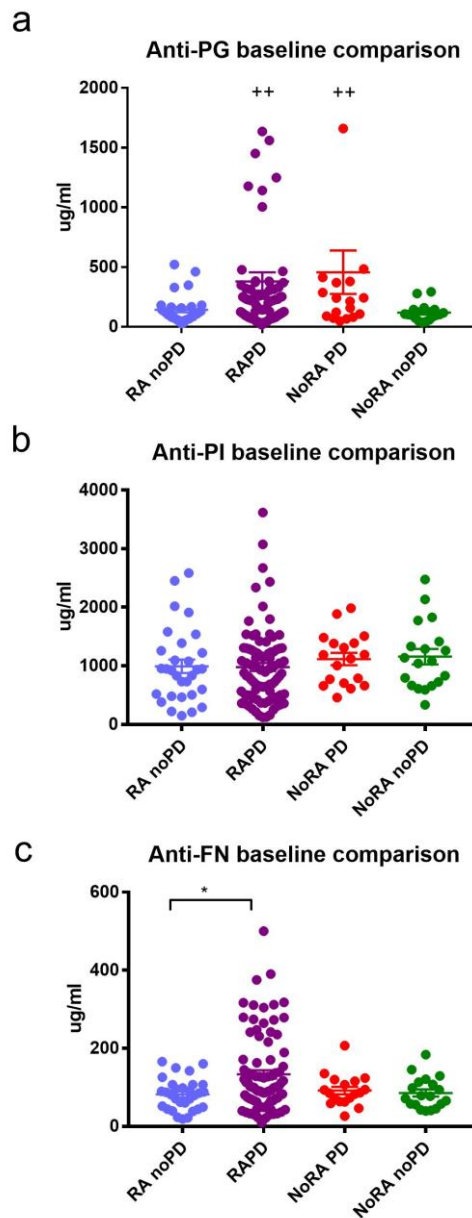 a
Anti-PG baseline comparison
++ ++
2000
1500
1000
500
0
ug/ml
RA noPD
RAPD
NoRA PD
NoRA noPD
b
Anti-PI baseline comparison
4000
3000
2000
1000
0
ug/ml
RA noPD
RAPD
NoRA PD
NoRA noPD
c
Anti-FN baseline comparison
*
600
400
200
0
ug/ml
RA noPD
RAPD
NoRA PD
NoRA noPD